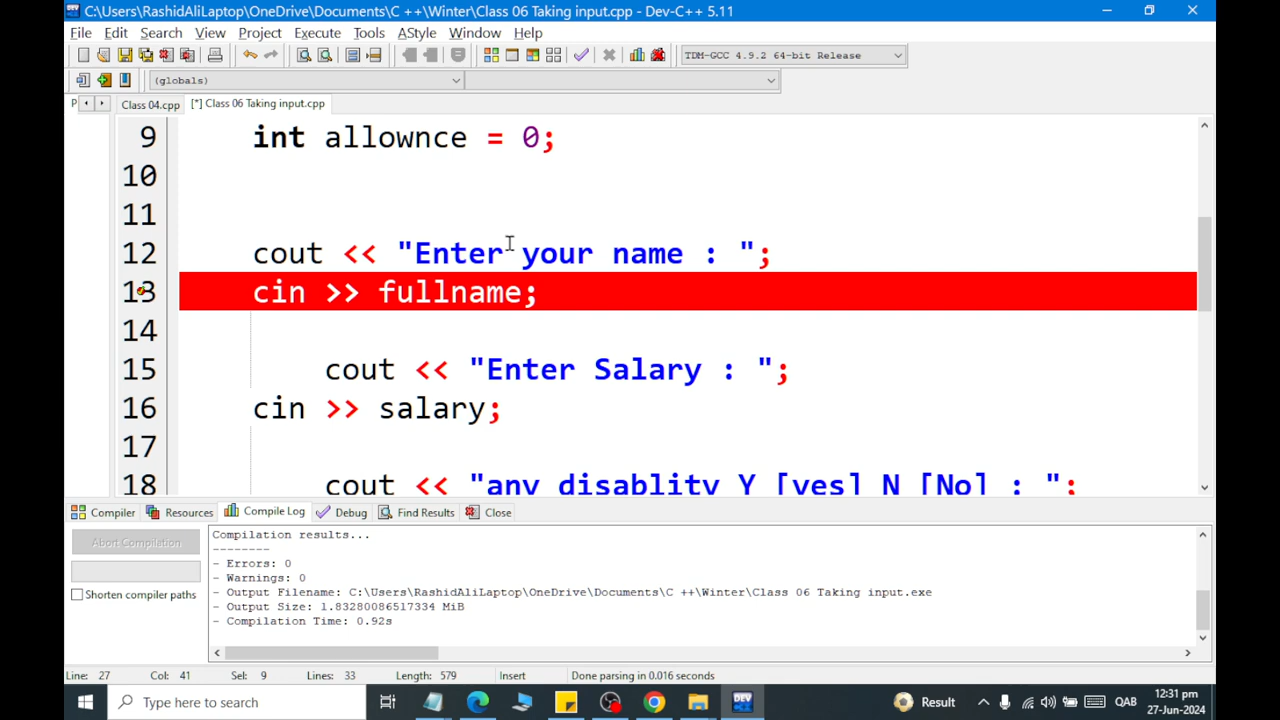 C:\Users\RashidAliLaptop\OneDrive\Documents\C ++\Winter\Class 06 Taking input.cpp - Dev-C++ 5.11
File Edit Search View Project Execute Tools AStyle Window Help
TDM-GCC 4.9.2 64-bit Release
(globals)
P Class 04.cpp [*] Class 06 Taking input.cpp
9 int allownce = 0;
10
11
12 cout << "Enter your name : ";
13 cin >> fullname;
14
15 cout << "Enter Salary : ";
16 cin >> salary;
17
18 cout << "any disablity Y [yes] N [No] : ";
Compiler Resources Compile Log Debug Find Results Close
Abort Compilation
Shorten compiler paths
Compilation results...
--------
- Errors: 0
- Warnings: 0
- Output Filename: C:\Users\RashidAliLaptop\OneDrive\Documents\C ++\Winter\Class 06 Taking input.exe
- Output Size: 1.83280086517334 MiB
- Compilation Time: 0.92s
Line: 27 Col: 41 Sel: 9 Lines: 33 Length: 579 Insert Done parsing in 0.016 seconds
Type here to search
DEV
Result
QAB
12:31 pm
27-Jun-2024